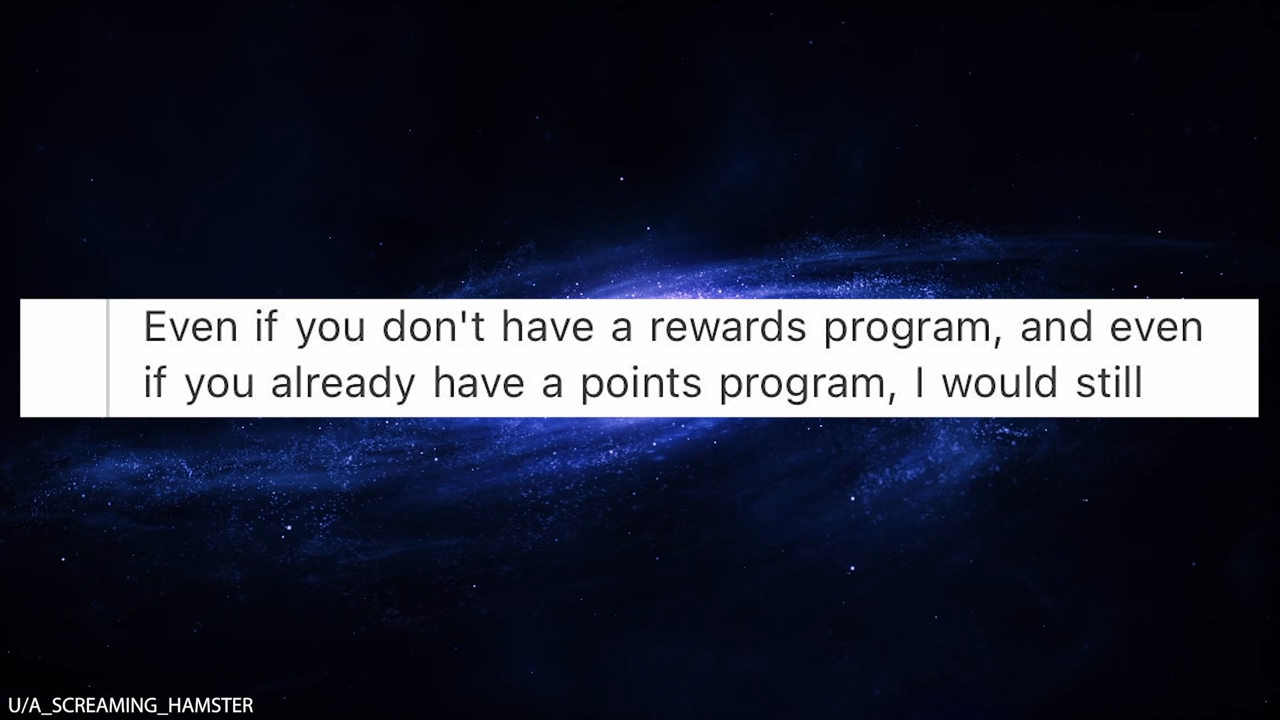 Even if you don't have a rewards program, and even
if you already have a points program, I would still
U/A_SCREAMING_HAMSTER